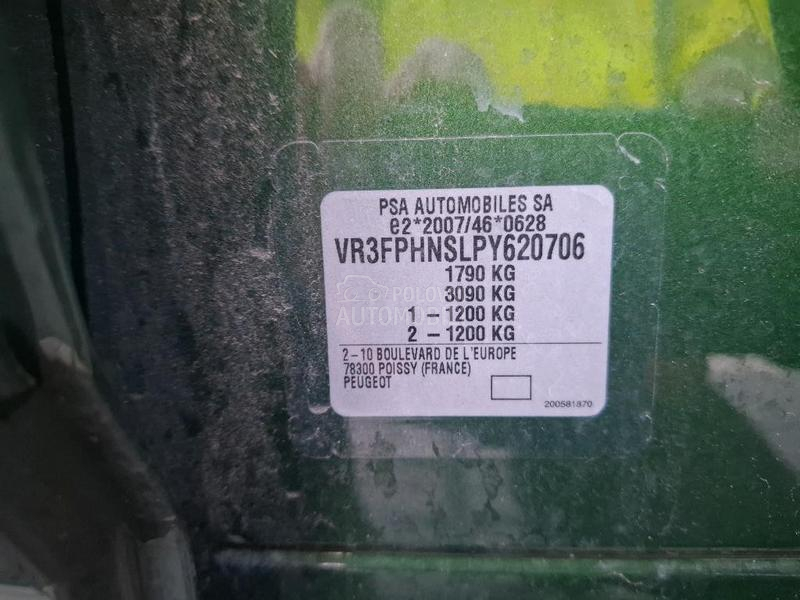 PSA AUTOMOBILES SA
e2*2007/46*0628
VR3FPHNSLPY620706
1790 KG
3090 KG
1 - 1200 KG
2 - 1200 KG
2-10 BOULEVARD DE L'EUROPE
78300 POISSY (FRANCE)
PEUGEOT
200581870